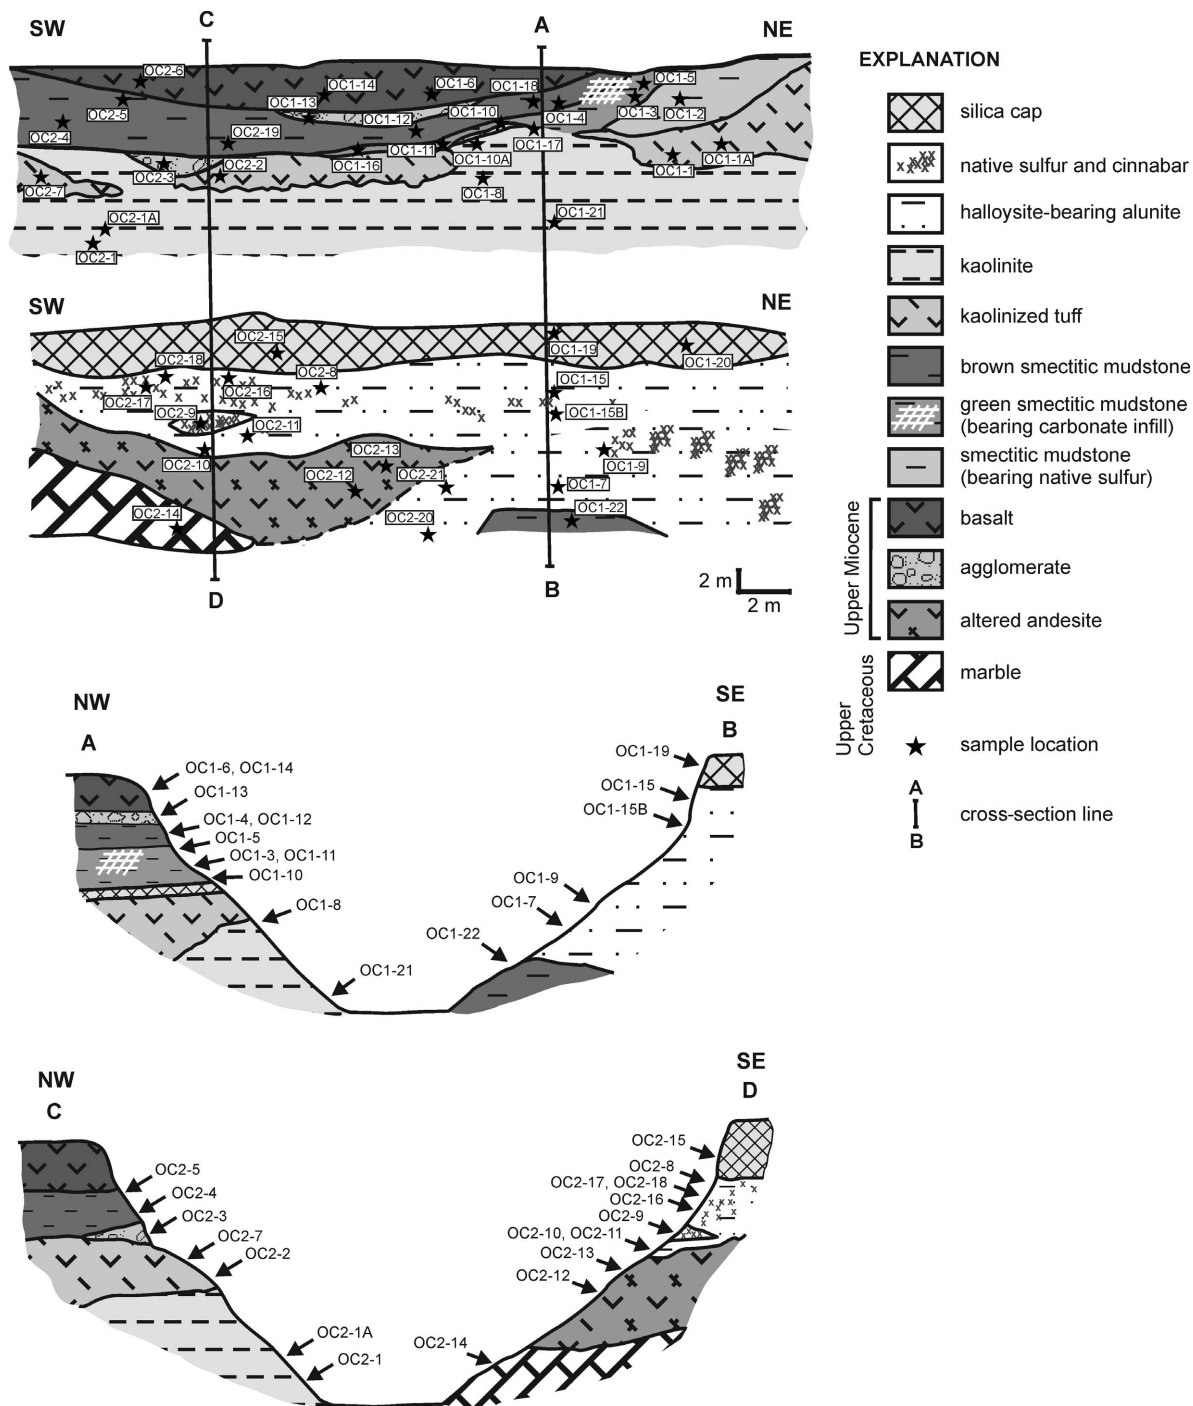 SW
C
A
NE
OC2-6
OC2-5
OC2-4
OC2-19
OC2-2
OC2-3
OC2-7
OC2-1A
OC2-1
OC1-14
OC1-13
OC1-12
OC1-16
OC1-6
OC1-18
OC1-10
OC1-11
OC1-10A
OC1-8
OC1-17
OC1-4
OC1-5
OC1-3
OC1-2
OC1-1A
OC1-1
OC1-21
SW
NE
OC2-15
OC2-18
OC2-8
OC2-16
OC2-17
OC2-9
OC2-11
OC2-10
OC2-13
OC2-12
OC2-21
OC2-14
OC2-20
OC1-19
OC1-20
OC1-15
OC1-15B
OC1-9
OC1-7
OC1-22
D
B
2 m
2 m
EXPLANATION
silica cap
native sulfur and cinnabar
halloysite-bearing alunite
kaolinite
kaolinized tuff
brown smectitic mudstone
green smectitic mudstone
(bearing carbonate infill)
smectitic mudstone
(bearing native sulfur)
Upper Miocene
basalt
agglomerate
altered andesite
Upper
Cretaceous
marble
sample location
A
B
cross-section line
NW
A
SE
B
OC1-6, OC1-14
OC1-13
OC1-4, OC1-12
OC1-5
OC1-3, OC1-11
OC1-10
OC1-8
OC1-21
OC1-19
OC1-15
OC1-15B
OC1-9
OC1-7
OC1-22
NW
C
SE
D
OC2-5
OC2-4
OC2-3
OC2-7
OC2-2
OC2-1A
OC2-1
OC2-15
OC2-8
OC2-17, OC2-18
OC2-16
OC2-9
OC2-10, OC2-11
OC2-13
OC2-12
OC2-14